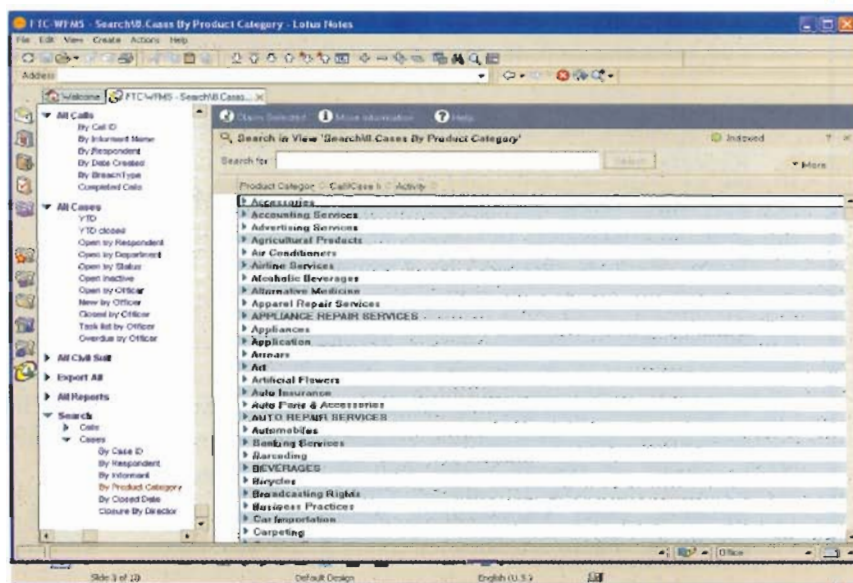 FTC-WFMS - Search\8.Cases By Product Category - Lotus Notes
File Edit View Create Actions Help
Address
Welcome FTC-WFMS - Search\8.Cases...
All Calls
By Call ID
By Informant Name
By Respondent
By Date Created
By BreachType
Completed Calls
All Cases
YTD
YTD closed
Open by Respondent
Open by Department
Open by Status
Open Inactive
Open by Officer
New by Officer
Closed by Officer
Task list by Officer
Overdue by Officer
All Civil Suit
Export All
All Reports
Search
Calls
Cases
By Case ID
By Respondent
By Informant
By Product Category
By Closed Date
Closure By Director
Claim Selected More Information Help
Search in View 'Search\8.Cases By Product Category' Indexed ? ×
Search for Search
More
Product Categor Call/Case I Activity
Accessories
Accounting Services
Advertising Services
Agricultural Products
Air Conditioners
Airline Services
Alcoholic Beverages
Alternative Medicine
Apparel Repair Services
APPLIANCE REPAIR SERVICES
Appliances
Application
Arrears
Art
Artificial Flowers
Auto Insurance
Auto Parts & Accessories
AUTO REPAIR SERVICES
Automobiles
Banking Services
Barcoding
BEVERAGES
Bicycles
Broadcasting Rights
Business Practices
Car Importation
Carpeting
Office
Default Design English (U.S.)